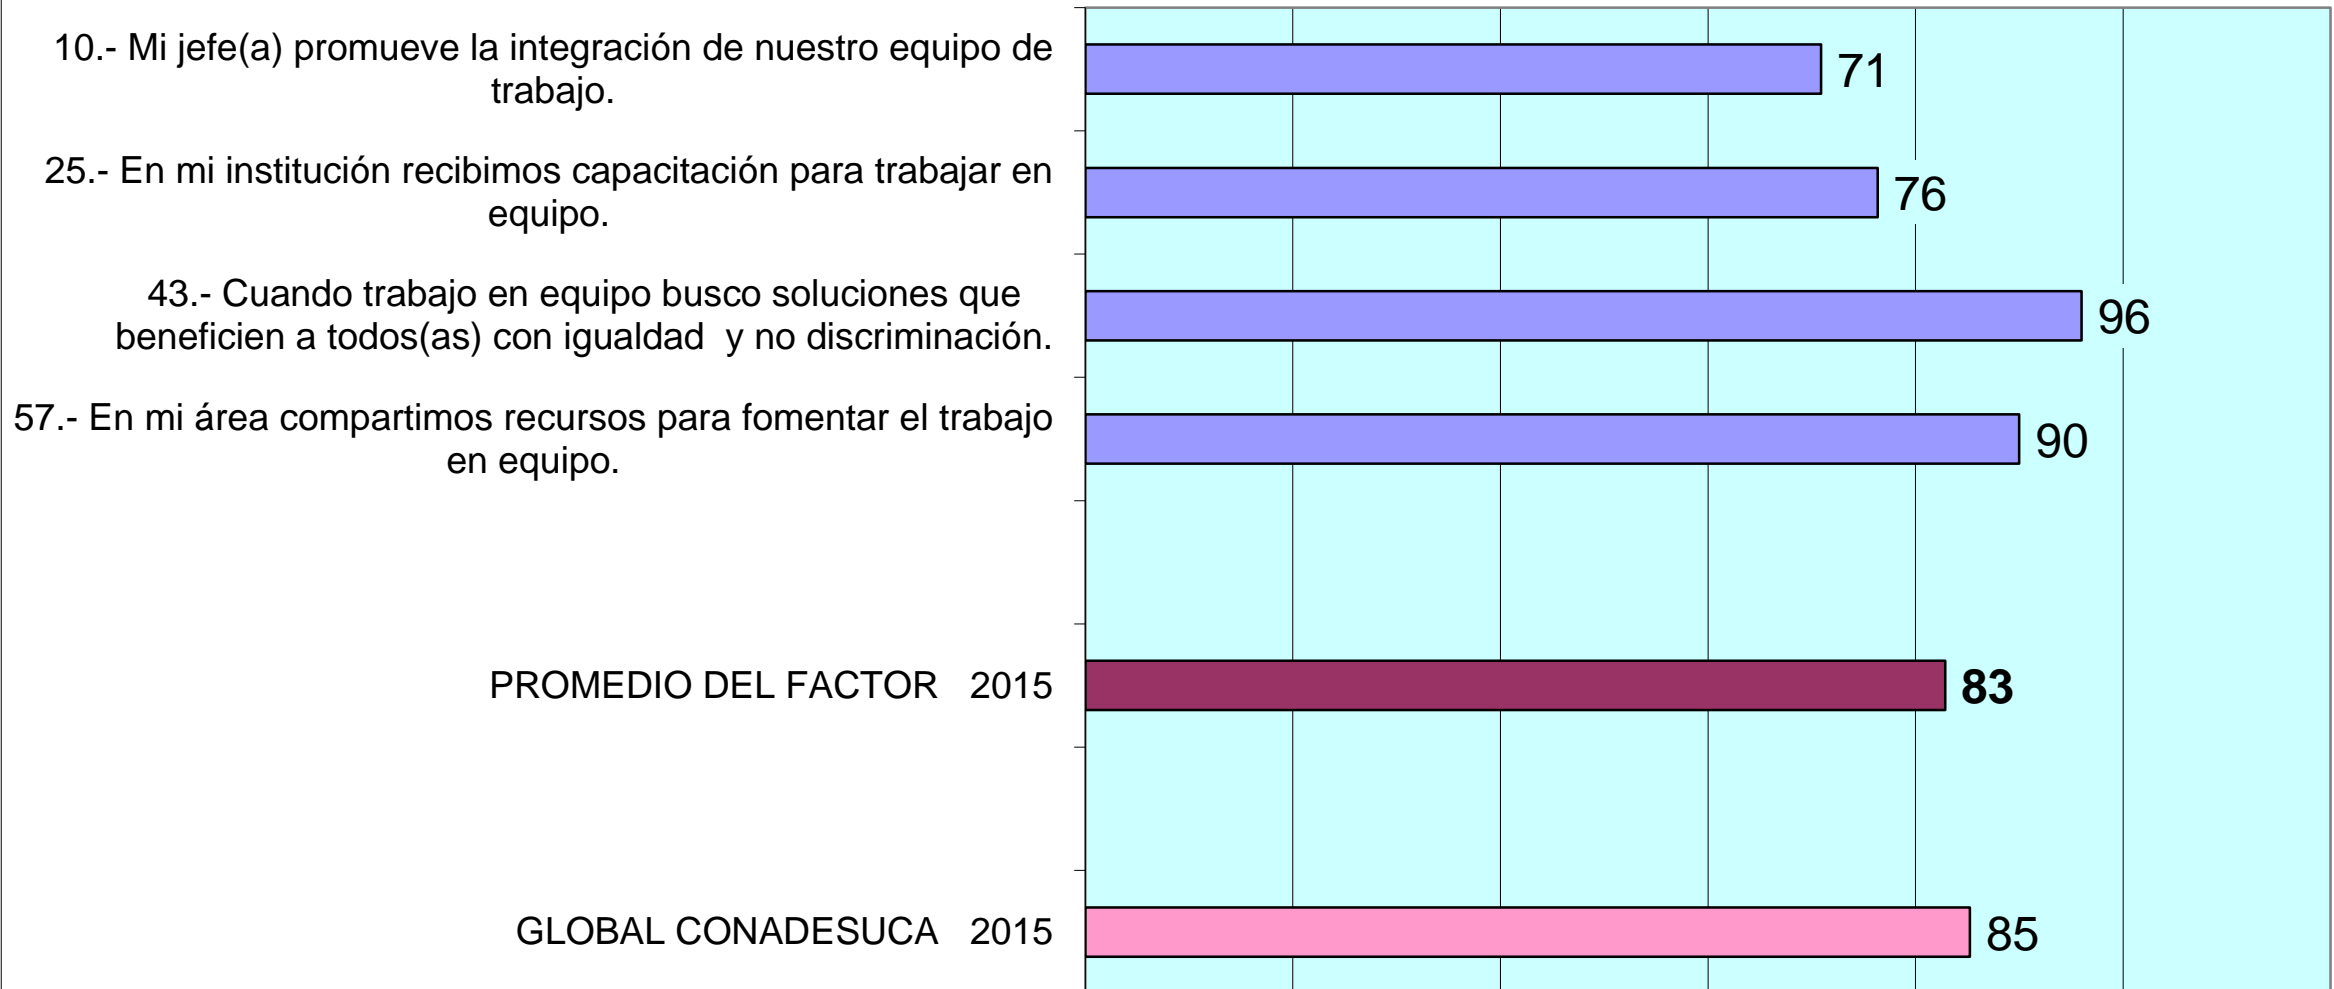 10.- Mi jefe(a) promueve la integración de nuestro equipo de
trabajo.
71
25.- En mi institución recibimos capacitación para trabajar en
equipo.
76
43.- Cuando trabajo en equipo busco soluciones que
beneficien a todos(as) con igualdad  y no discriminación.
96
57.- En mi área compartimos recursos para fomentar el trabajo
en equipo.
90
PROMEDIO DEL FACTOR   2015
83
GLOBAL CONADESUCA   2015
85